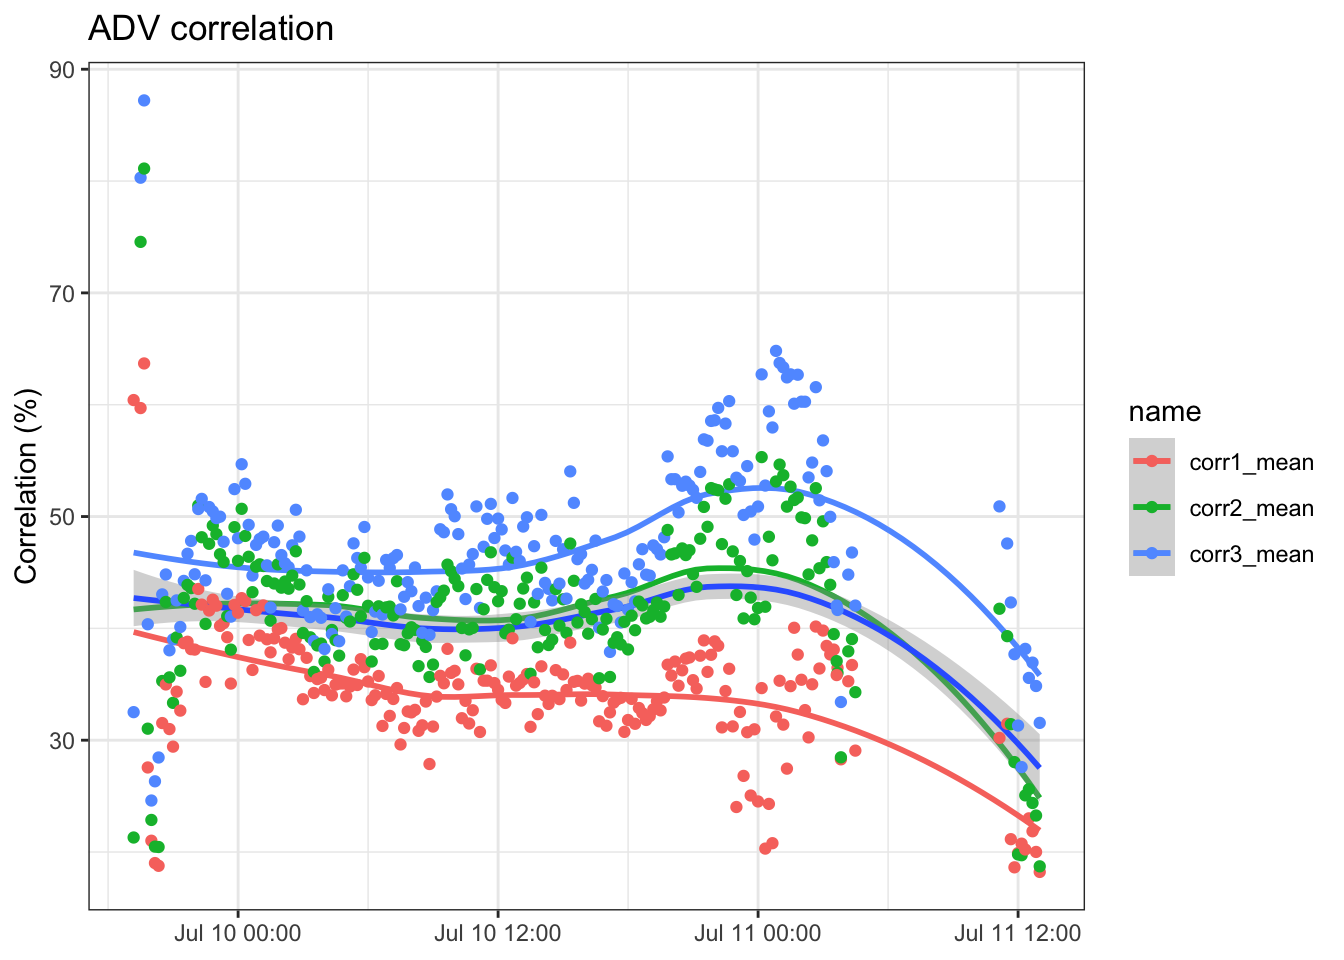 ADV correlation
90
70
50
30
Correlation (%)
Jul 10 00:00
Jul 10 12:00
Jul 11 00:00
Jul 11 12:00
name
corr1_mean
corr2_mean
corr3_mean